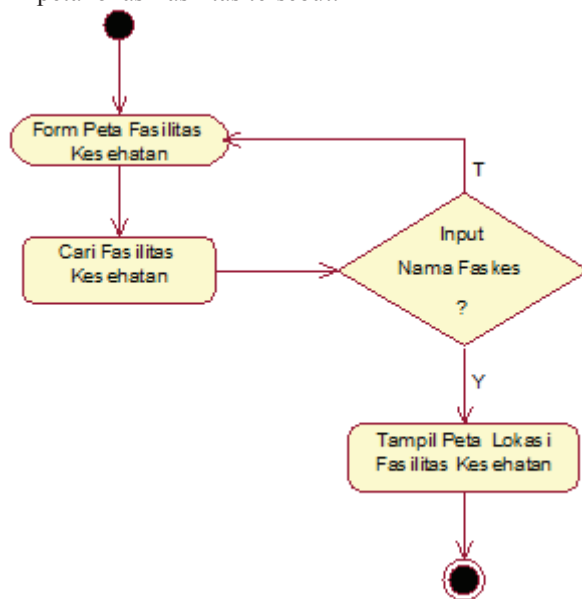 Form Peta Fasilitas
Kesehatan
Cari Fasilitas
Kesehatan
Input
Nama Faskes
?
T
Y
Tampil Peta Lokasi
Fasilitas Kesehatan